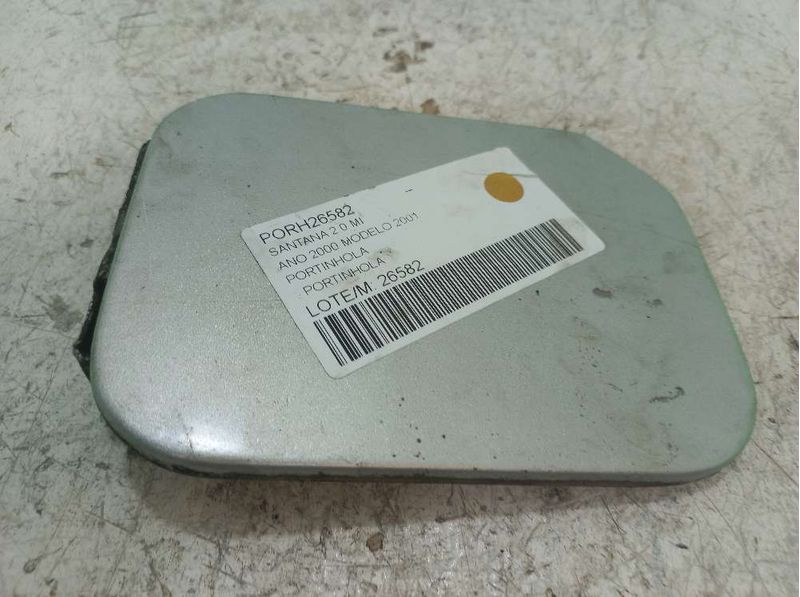 PORH26582
SANTANA 2.0 MI
ANO 2000 MODELO 2001
PORTINHOLA
PORTINHOLA
LOTE/M. 26582